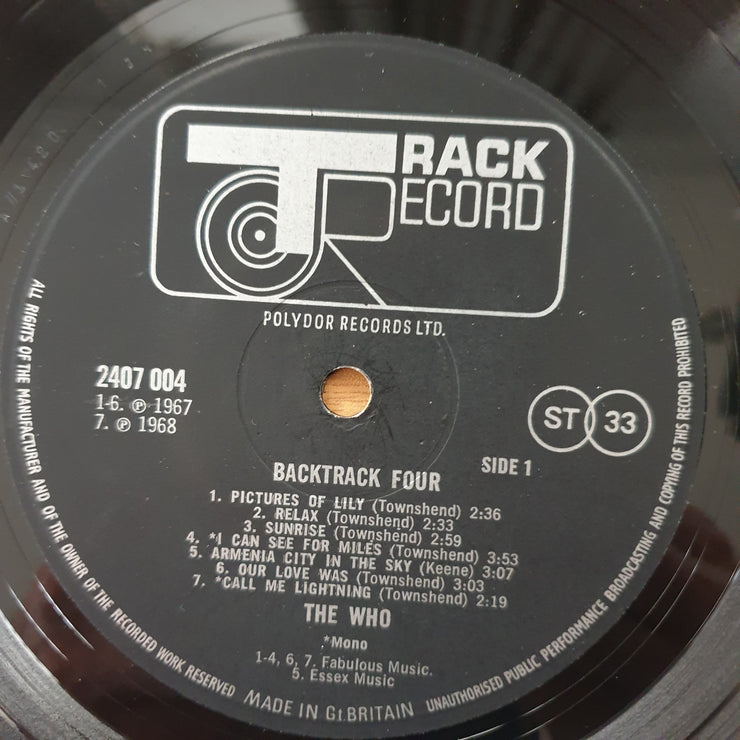 TRACK
RECORD
POLYDOR RECORDS LTD.
2407 004
1-6. ℗ 1967
7. ℗ 1968
ST 33
SIDE 1
BACKTRACK FOUR
1. PICTURES OF LILY (Townshend) 2:36
2. RELAX (Townshend) 2:33
3. SUNRISE (Townshend) 2:59
4. *I CAN SEE FOR MILES (Townshend) 3:53
5. ARMENIA CITY IN THE SKY (Keene) 3:07
6. OUR LOVE WAS (Townshend) 3:03
7. *CALL ME LIGHTNING (Townshend) 2:19
THE WHO
*Mono
1-4, 6, 7. Fabulous Music.
5. Essex Music
ALL RIGHTS OF THE MANUFACTURER AND OF THE OWNER OF THE RECORDED WORK RESERVED
MADE IN Gt.BRITAIN
UNAUTHORISED PUBLIC PERFORMANCE BROADCASTING AND COPYING OF THIS RECORD PROHIBITED